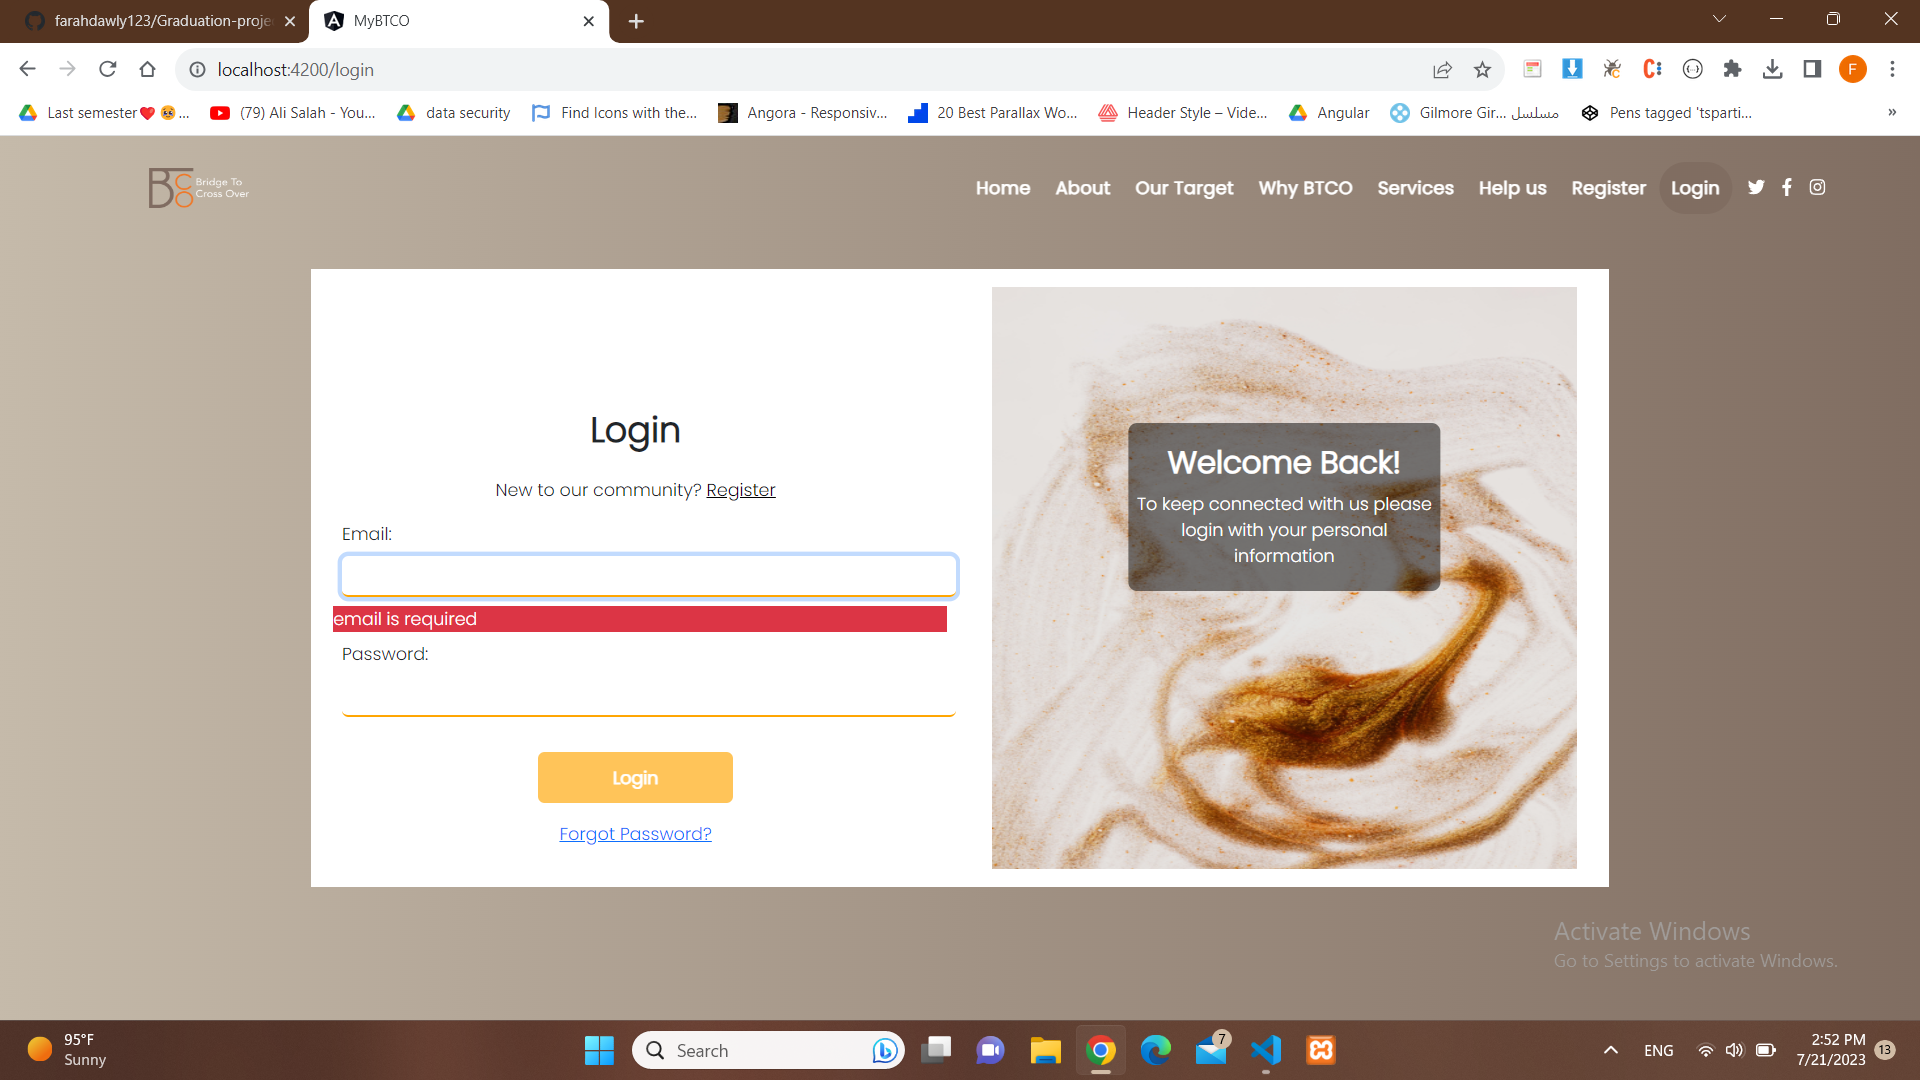 farahdawly123/Graduation-proje
MyBTCO
localhost:4200/login
F
Last semester❤️🥺...
(79) Ali Salah - You...
data security
Find Icons with the...
Angora - Responsiv...
20 Best Parallax Wo...
Header Style – Vide...
Angular
Gilmore Gir... مسلسل
Pens tagged 'tsparti...
»
BCO Bridge To
Cross Over
Home
About
Our Target
Why BTCO
Services
Help us
Register
Login
Login
New to our community? Register
Email:
email is required
Password:
Login
Forgot Password?
Welcome Back!
To keep connected with us please
login with your personal
information
Activate Windows
Go to Settings to activate Windows.
95°F
Sunny
Search
7
ENG
2:52 PM
7/21/2023
13